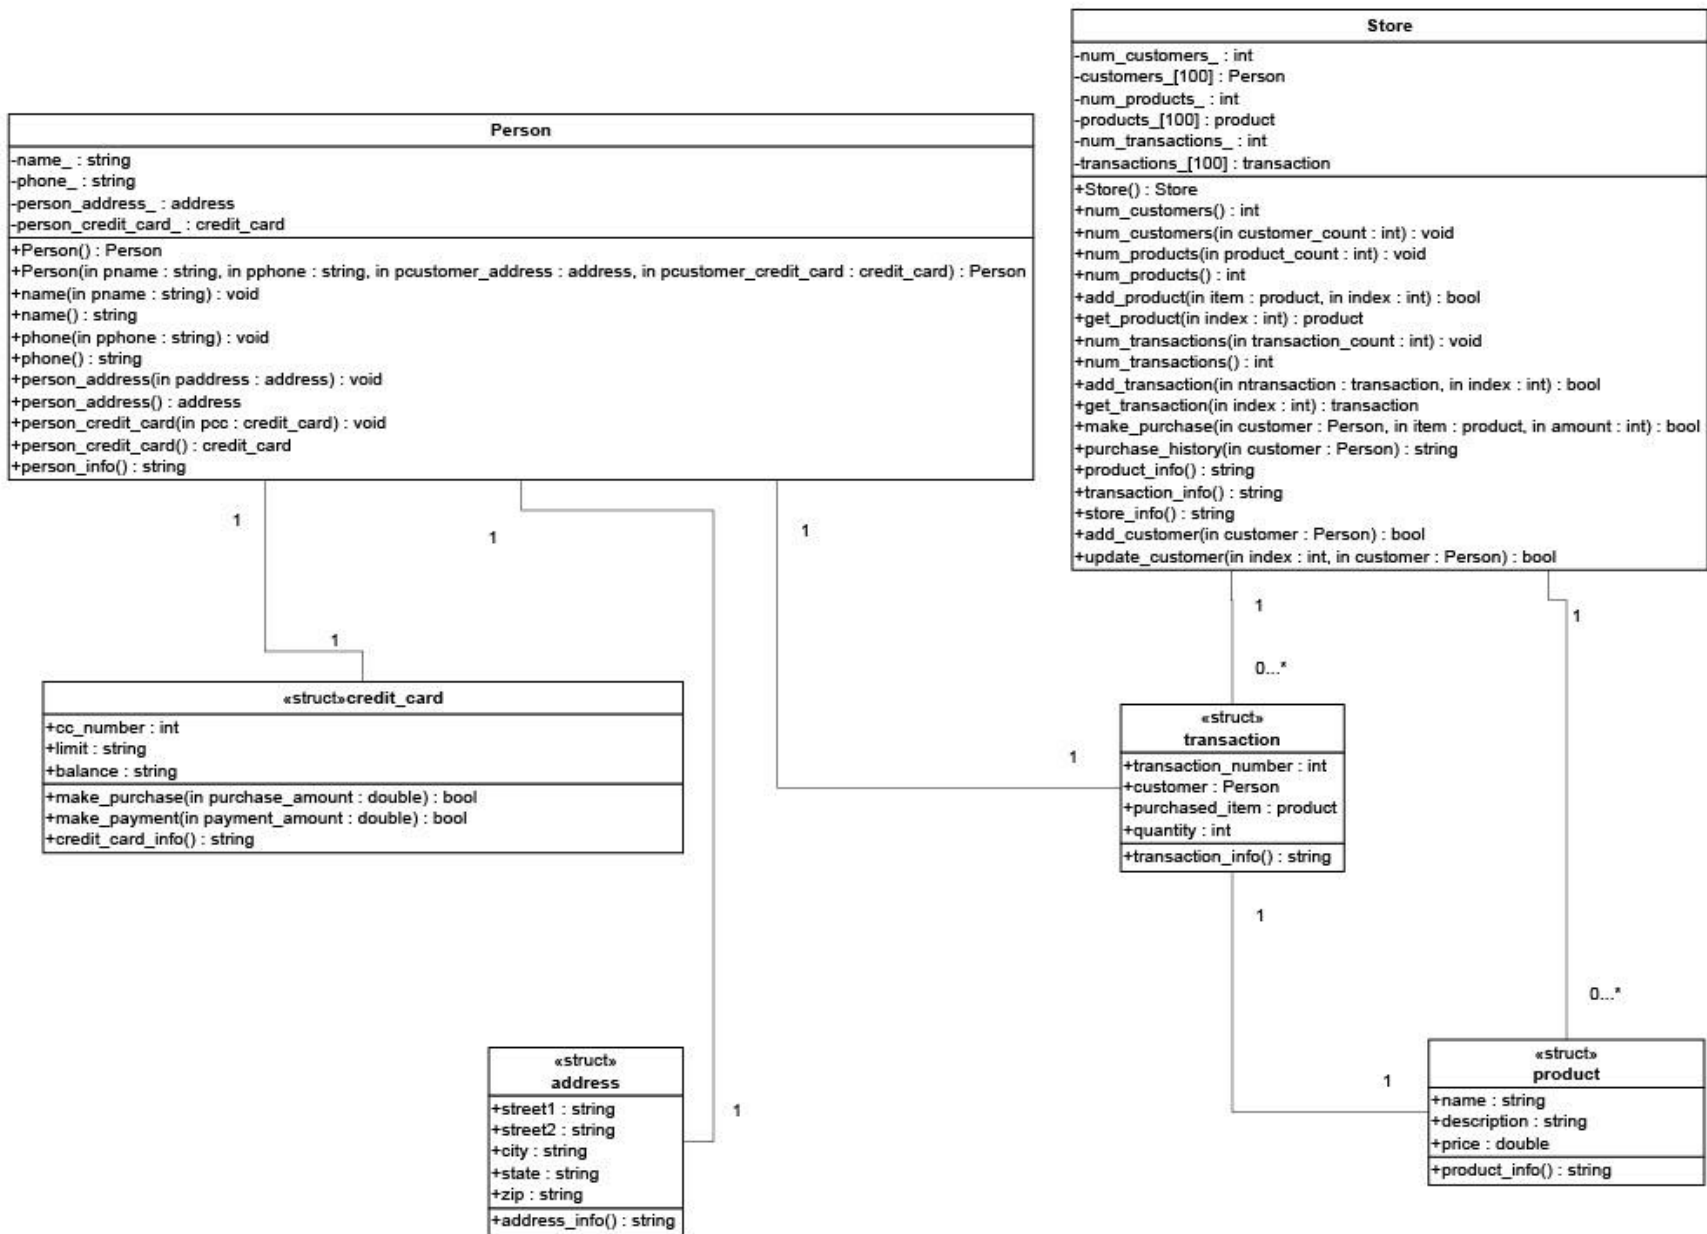 Store
-num_customers_ : int
-customers_[100] : Person
-num_products_ : int
-products_[100] : product
-num_transactions_ : int
-transactions_[100] : transaction
+Store() : Store
+num_customers() : int
+num_customers(in customer_count : int) : void
+num_products(in product_count : int) : void
+num_products() : int
+add_product(in item : product, in index : int) : bool
+get_product(in index : int) : product
+num_transactions(in transaction_count : int) : void
+num_transactions() : int
+add_transaction(in ntransaction : transaction, in index : int) : bool
+get_transaction(in index : int) : transaction
+make_purchase(in customer : Person, in item : product, in amount : int) : bool
+purchase_history(in customer : Person) : string
+product_info() : string
+transaction_info() : string
+store_info() : string
+add_customer(in customer : Person) : bool
+update_customer(in index : int, in customer : Person) : bool
Person
-name_ : string
-phone_ : string
-person_address_ : address
-person_credit_card_ : credit_card
+Person() : Person
+Person(in pname : string, in pphone : string, in pcustomer_address : address, in pcustomer_credit_card : credit_card) : Person
+name(in pname : string) : void
+name() : string
+phone(in pphone : string) : void
+phone() : string
+person_address(in paddress : address) : void
+person_address() : address
+person_credit_card(in pcc : credit_card) : void
+person_credit_card() : credit_card
+person_info() : string
1
1
1
1
1
1
0...*
«struct»credit_card
+cc_number : int
+limit : string
+balance : string
+make_purchase(in purchase_amount : double) : bool
+make_payment(in payment_amount : double) : bool
+credit_card_info() : string
1
«struct»
transaction
+transaction_number : int
+customer : Person
+purchased_item : product
+quantity : int
+transaction_info() : string
1
0...*
«struct»
address
+street1 : string
+street2 : string
+city : string
+state : string
+zip : string
+address_info() : string
1
1
«struct»
product
+name : string
+description : string
+price : double
+product_info() : string